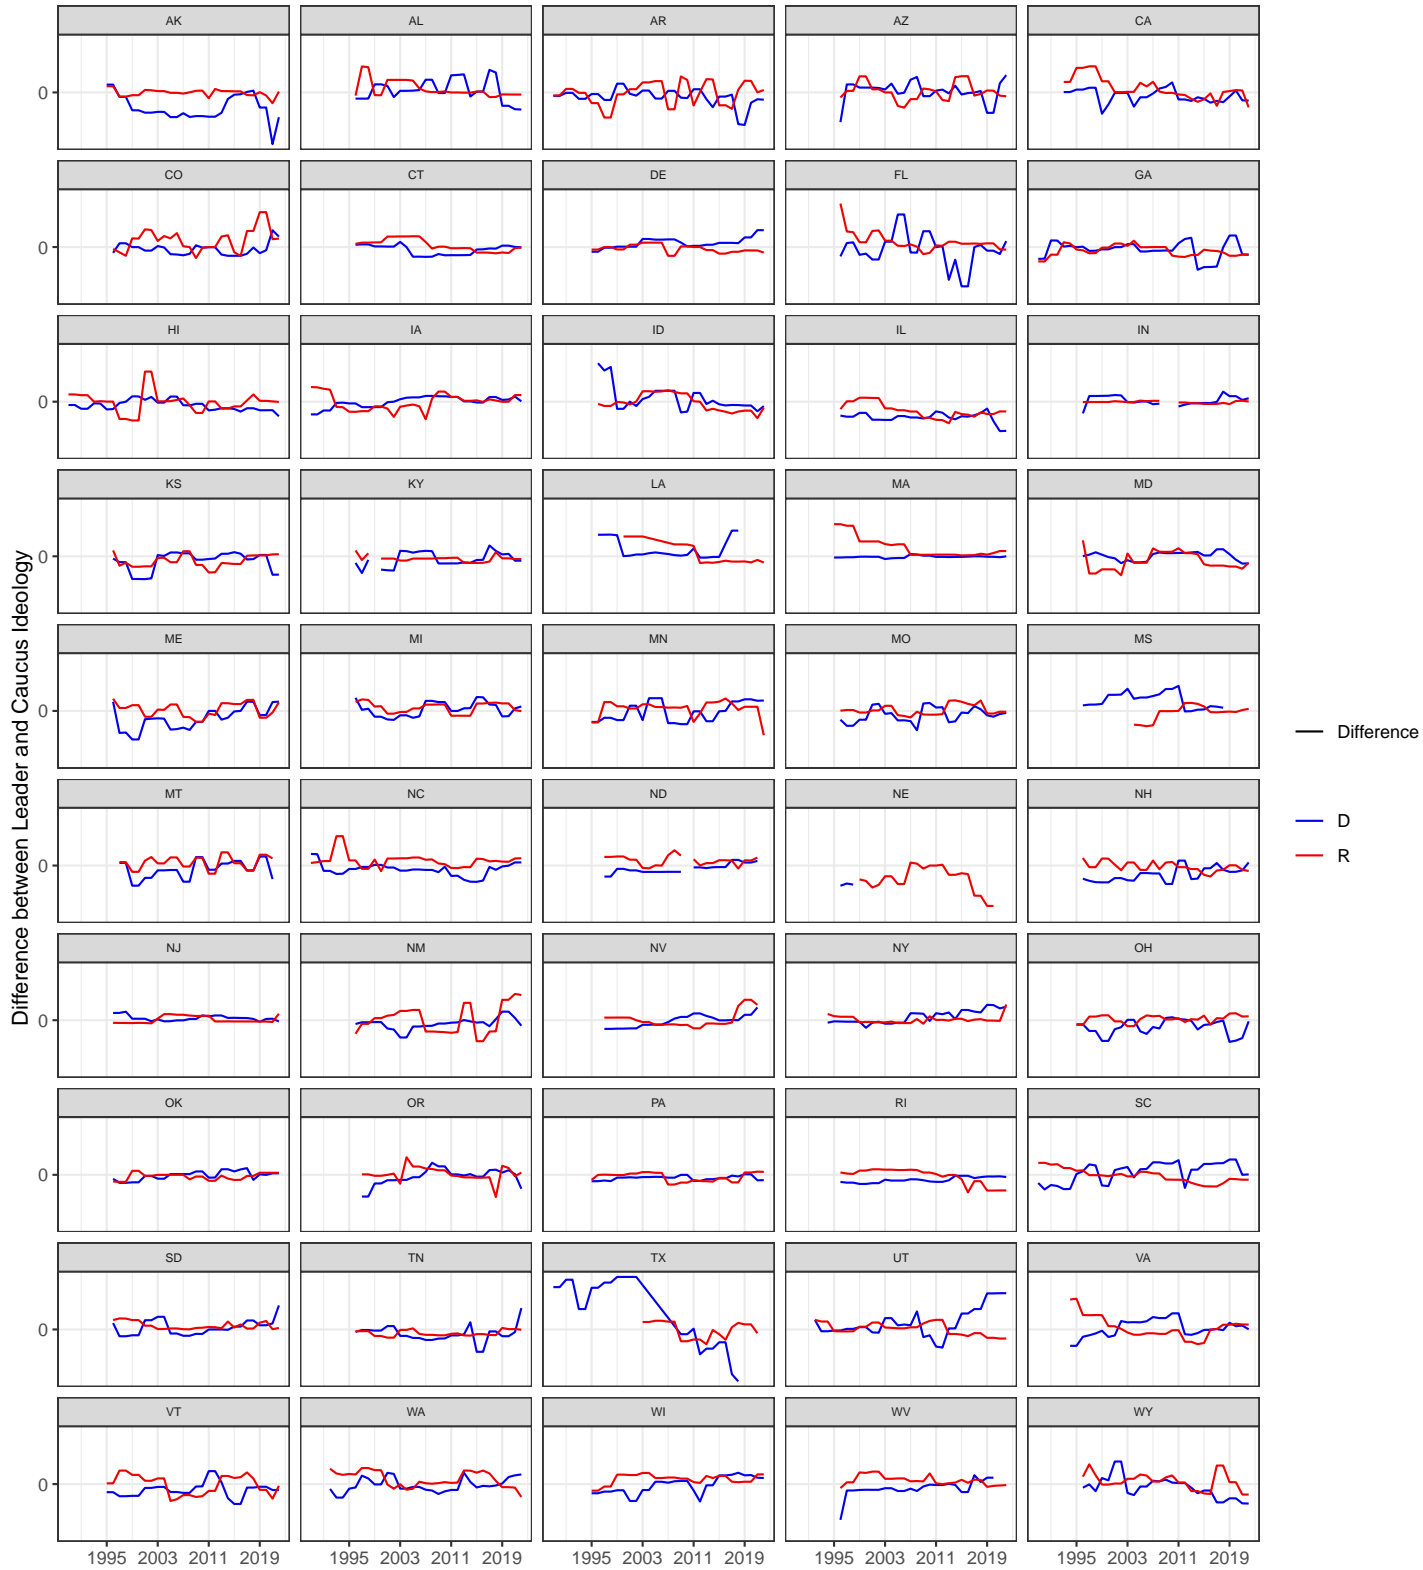 AK AL AR AZ CA
0
CO CT DE FL GA
0
HI IA ID IL IN
0
KS KY LA MA MD
0
ME MI MN MO MS
0
MT NC ND NE NH
0
NJ NM NV NY OH
0
OK OR PA RI SC
0
SD TN TX UT VA
0
VT WA WI WV WY
0
1995 2003 2011 2019 1995 2003 2011 2019 1995 2003 2011 2019 1995 2003 2011 2019 1995 2003 2011 2019
Difference between Leader and Caucus Ideology
Difference
D
R